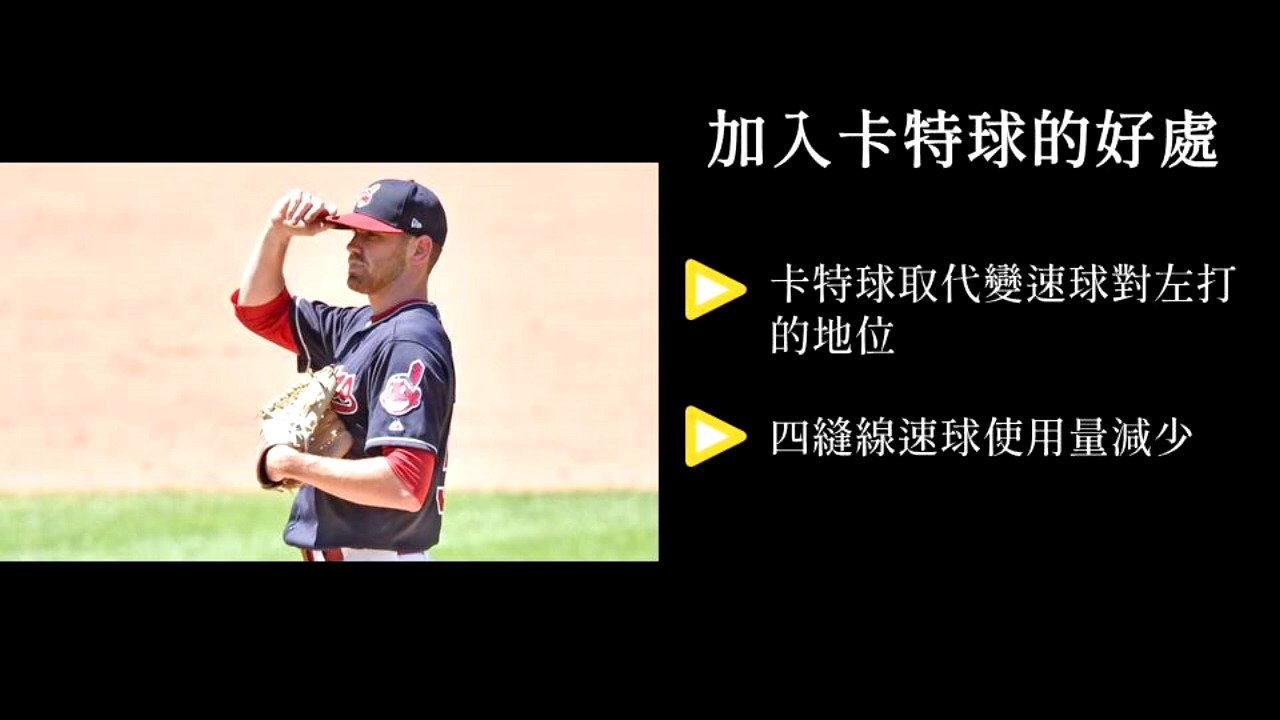 加入卡特球的好處
卡特球取代變速球對左打
的地位
四縫線速球使用量減少